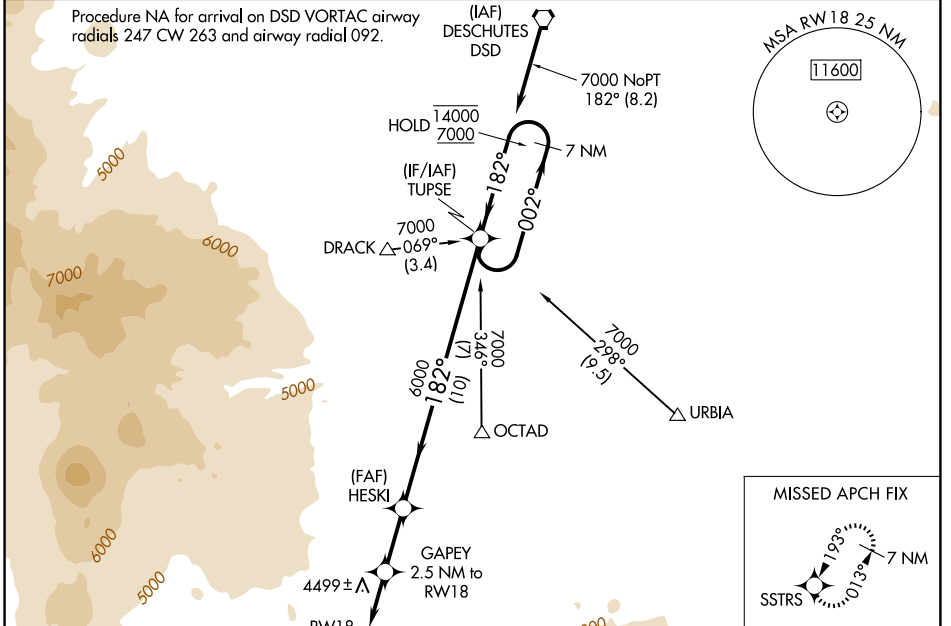 Procedure NA for arrival on DSD VORTAC airway
radials 247 CW 263 and airway radial 092.
(IAF)
DESCHUTES
DSD
7000 NoPT
182° (8.2)
MSA RW18 25 NM
11600
HOLD
14000
7000
7 NM
182°
002°
(IF/IAF)
TUPSE
DRACK
7000
069°
(3.4)
5000
6000
7000
7000
346°
(7)
7000
298°
(9.5)
6000
182°
(10)
5000
OCTAD
URBIA
(FAF)
HESKI
GAPEY
2.5 NM to
RW18
4499±
6000
5000
RW18
MISSED APCH FIX
193°
013°
7 NM
SSTRS